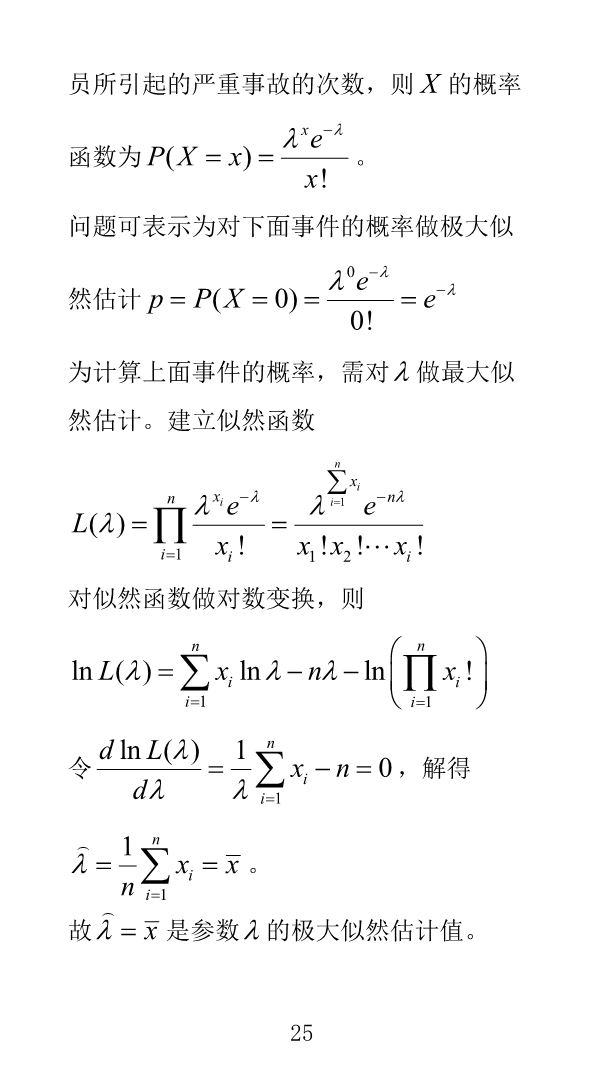 员所引起的严重事故的次数，则 X 的概率
函数为 P(X = x) = \frac{\lambda^x e^{-\lambda}}{x!} 。
问题可表示为对下面事件的概率做极大似
然估计 p = P(X = 0) = \frac{\lambda^0 e^{-\lambda}}{0!} = e^{-\lambda}
为计算上面事件的概率，需对 λ 做最大似
然估计。建立似然函数
L(\lambda) = \prod_{i=1}^{n} \frac{\lambda^{x_i} e^{-\lambda}}{x_i!} = \frac{\lambda^{\sum_{i=1}^{n} x_i} e^{-n\lambda}}{x_1! x_2! \cdots x_i!}
对似然函数做对数变换，则
\ln L(\lambda) = \sum_{i=1}^{n} x_i \ln \lambda - n\lambda - \ln \left( \prod_{i=1}^{n} x_i! \right)
令 \frac{d \ln L(\lambda)}{d\lambda} = \frac{1}{\lambda} \sum_{i=1}^{n} x_i - n = 0 ，解得
\hat{\lambda} = \frac{1}{n} \sum_{i=1}^{n} x_i = \overline{x} 。
故 \hat{\lambda} = \overline{x} 是参数 λ 的极大似然估计值。
25